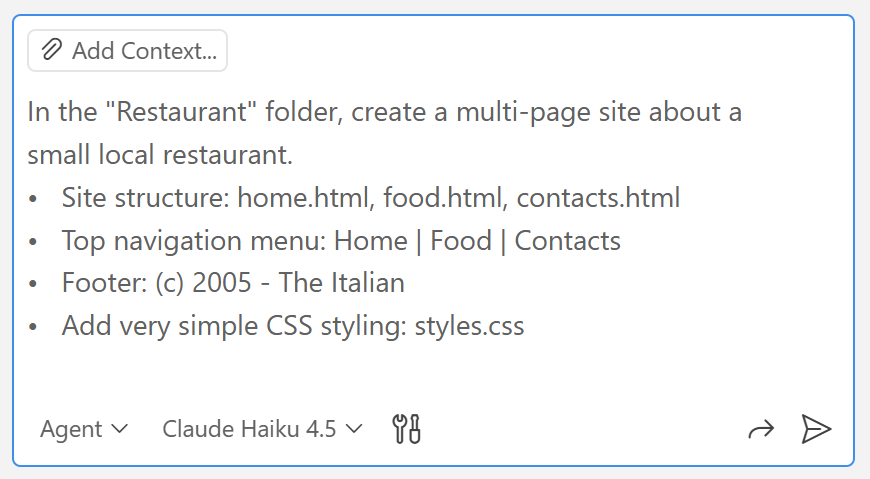 Add Context...
In the "Restaurant" folder, create a multi-page site about a
small local restaurant.
• Site structure: home.html, food.html, contacts.html
• Top navigation menu: Home | Food | Contacts
• Footer: (c) 2005 - The Italian
• Add very simple CSS styling: styles.css
Agent Claude Haiku 4.5